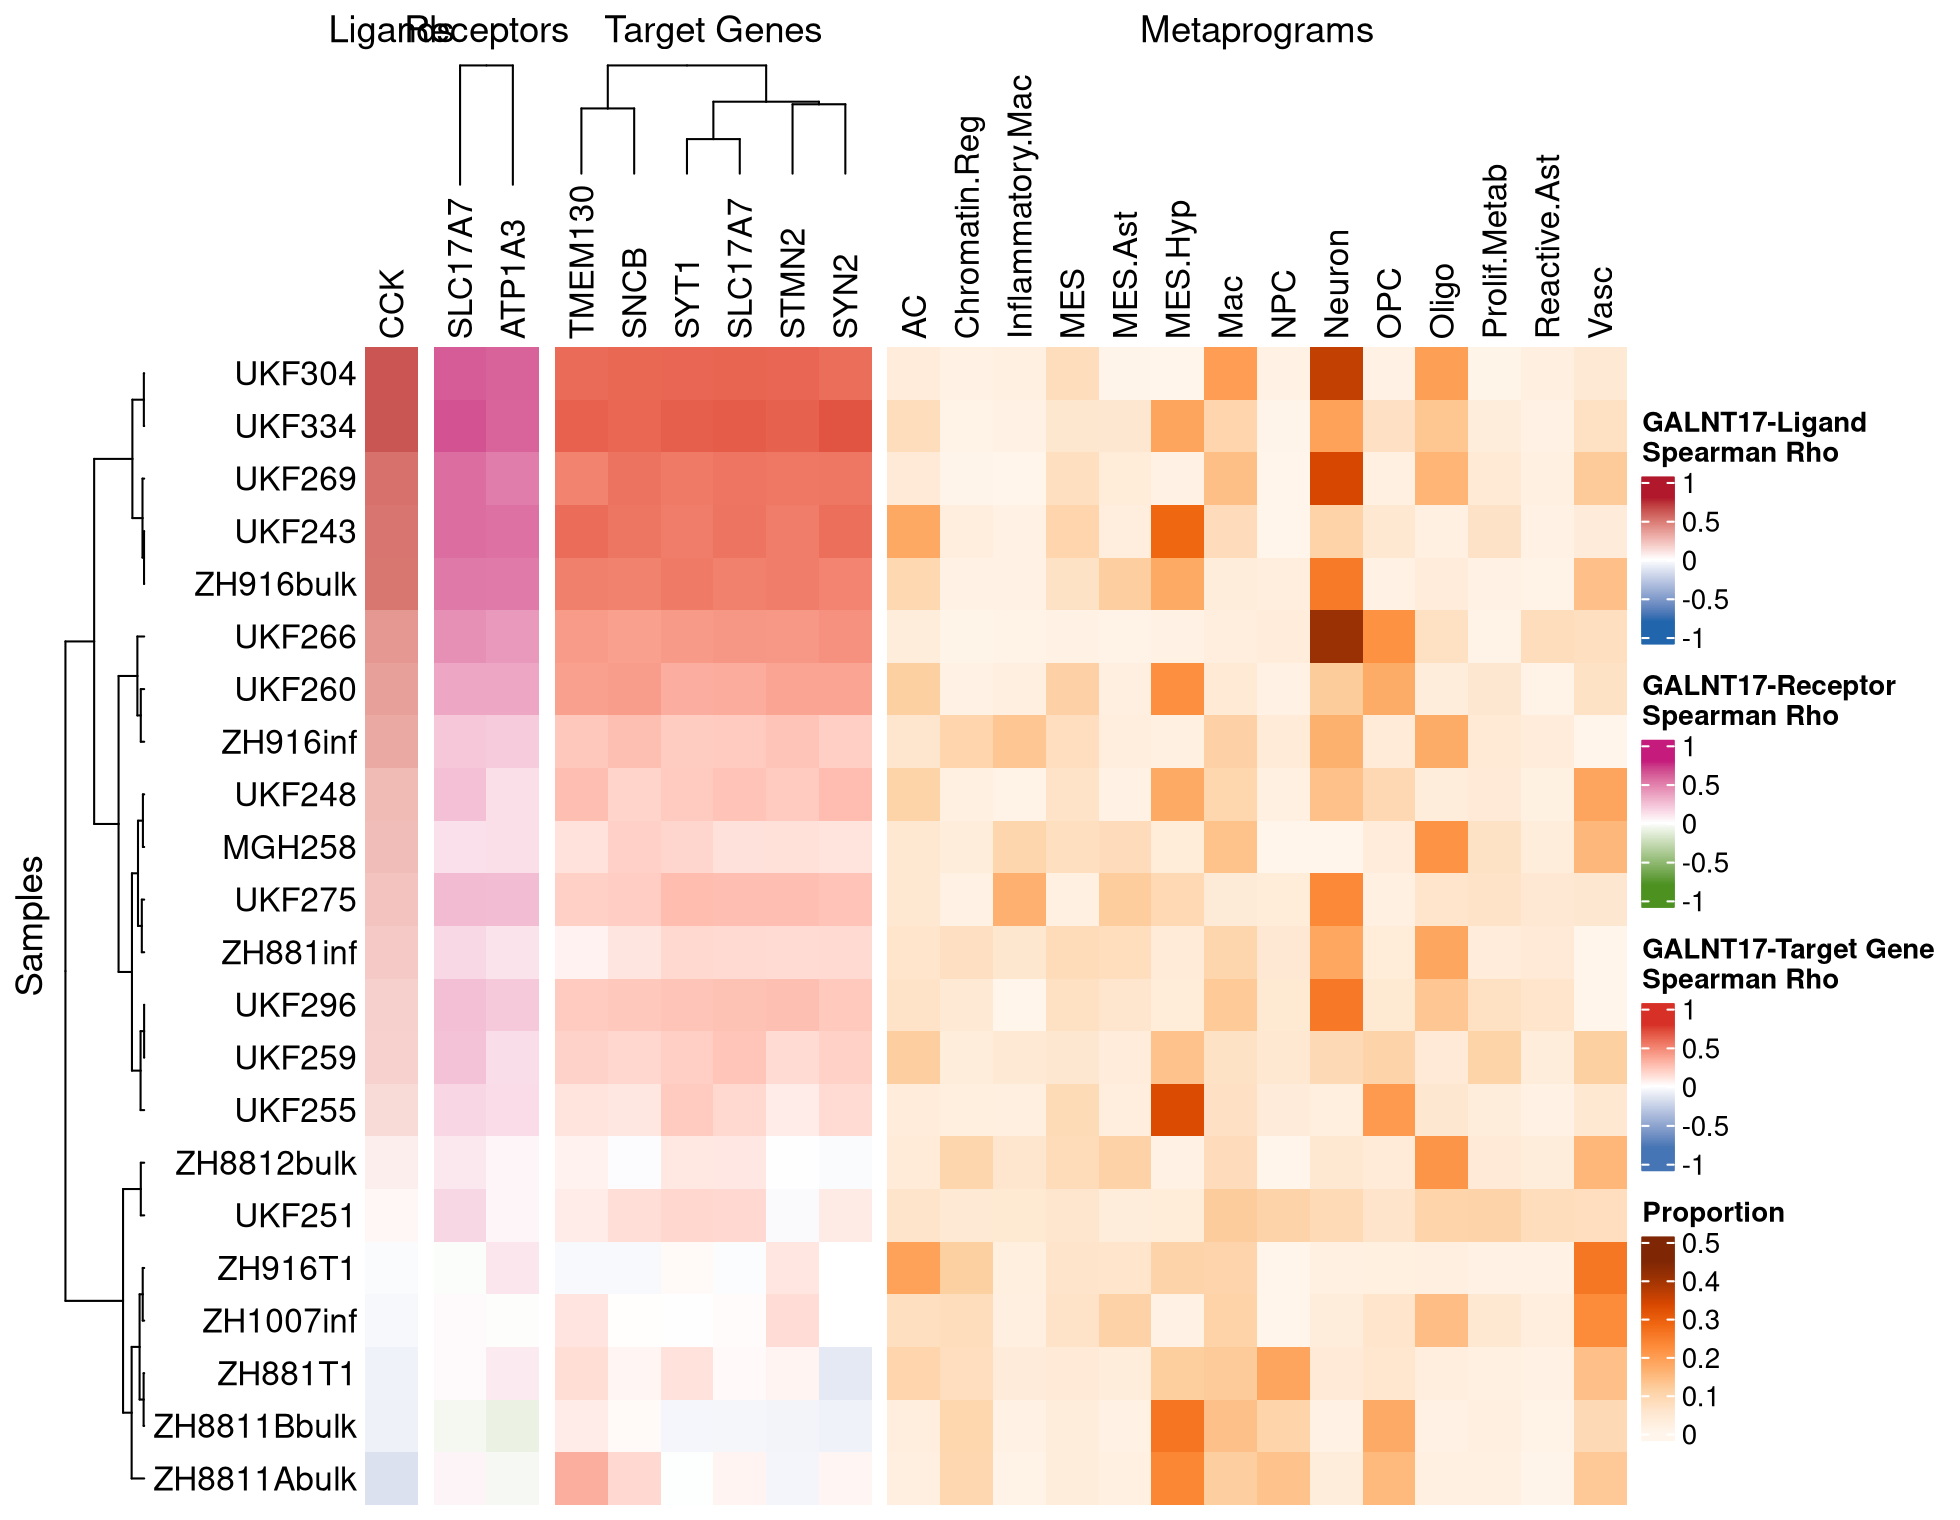 Ligands
Receptors
Target Genes
Metaprograms
CCK
SLC17A7
ATP1A3
TMEM130
SNCB
SYT1
SLC17A7
STMN2
SYN2
AC
Chromatin.Reg
Inflammatory.Mac
MES
MES.Ast
MES.Hyp
Mac
NPC
Neuron
OPC
Oligo
Prolif.Metab
Reactive.Ast
Vasc
Samples
UKF304
UKF334
UKF269
UKF243
ZH916bulk
UKF266
UKF260
ZH916inf
UKF248
MGH258
UKF275
ZH881inf
UKF296
UKF259
UKF255
ZH8812bulk
UKF251
ZH916T1
ZH1007inf
ZH881T1
ZH8811Bbulk
ZH8811Abulk
GALNT17-Ligand
Spearman Rho
1
0.5
0
-0.5
-1
GALNT17-Receptor
Spearman Rho
1
0.5
0
-0.5
-1
GALNT17-Target Gene
Spearman Rho
1
0.5
0
-0.5
-1
Proportion
0.5
0.4
0.3
0.2
0.1
0